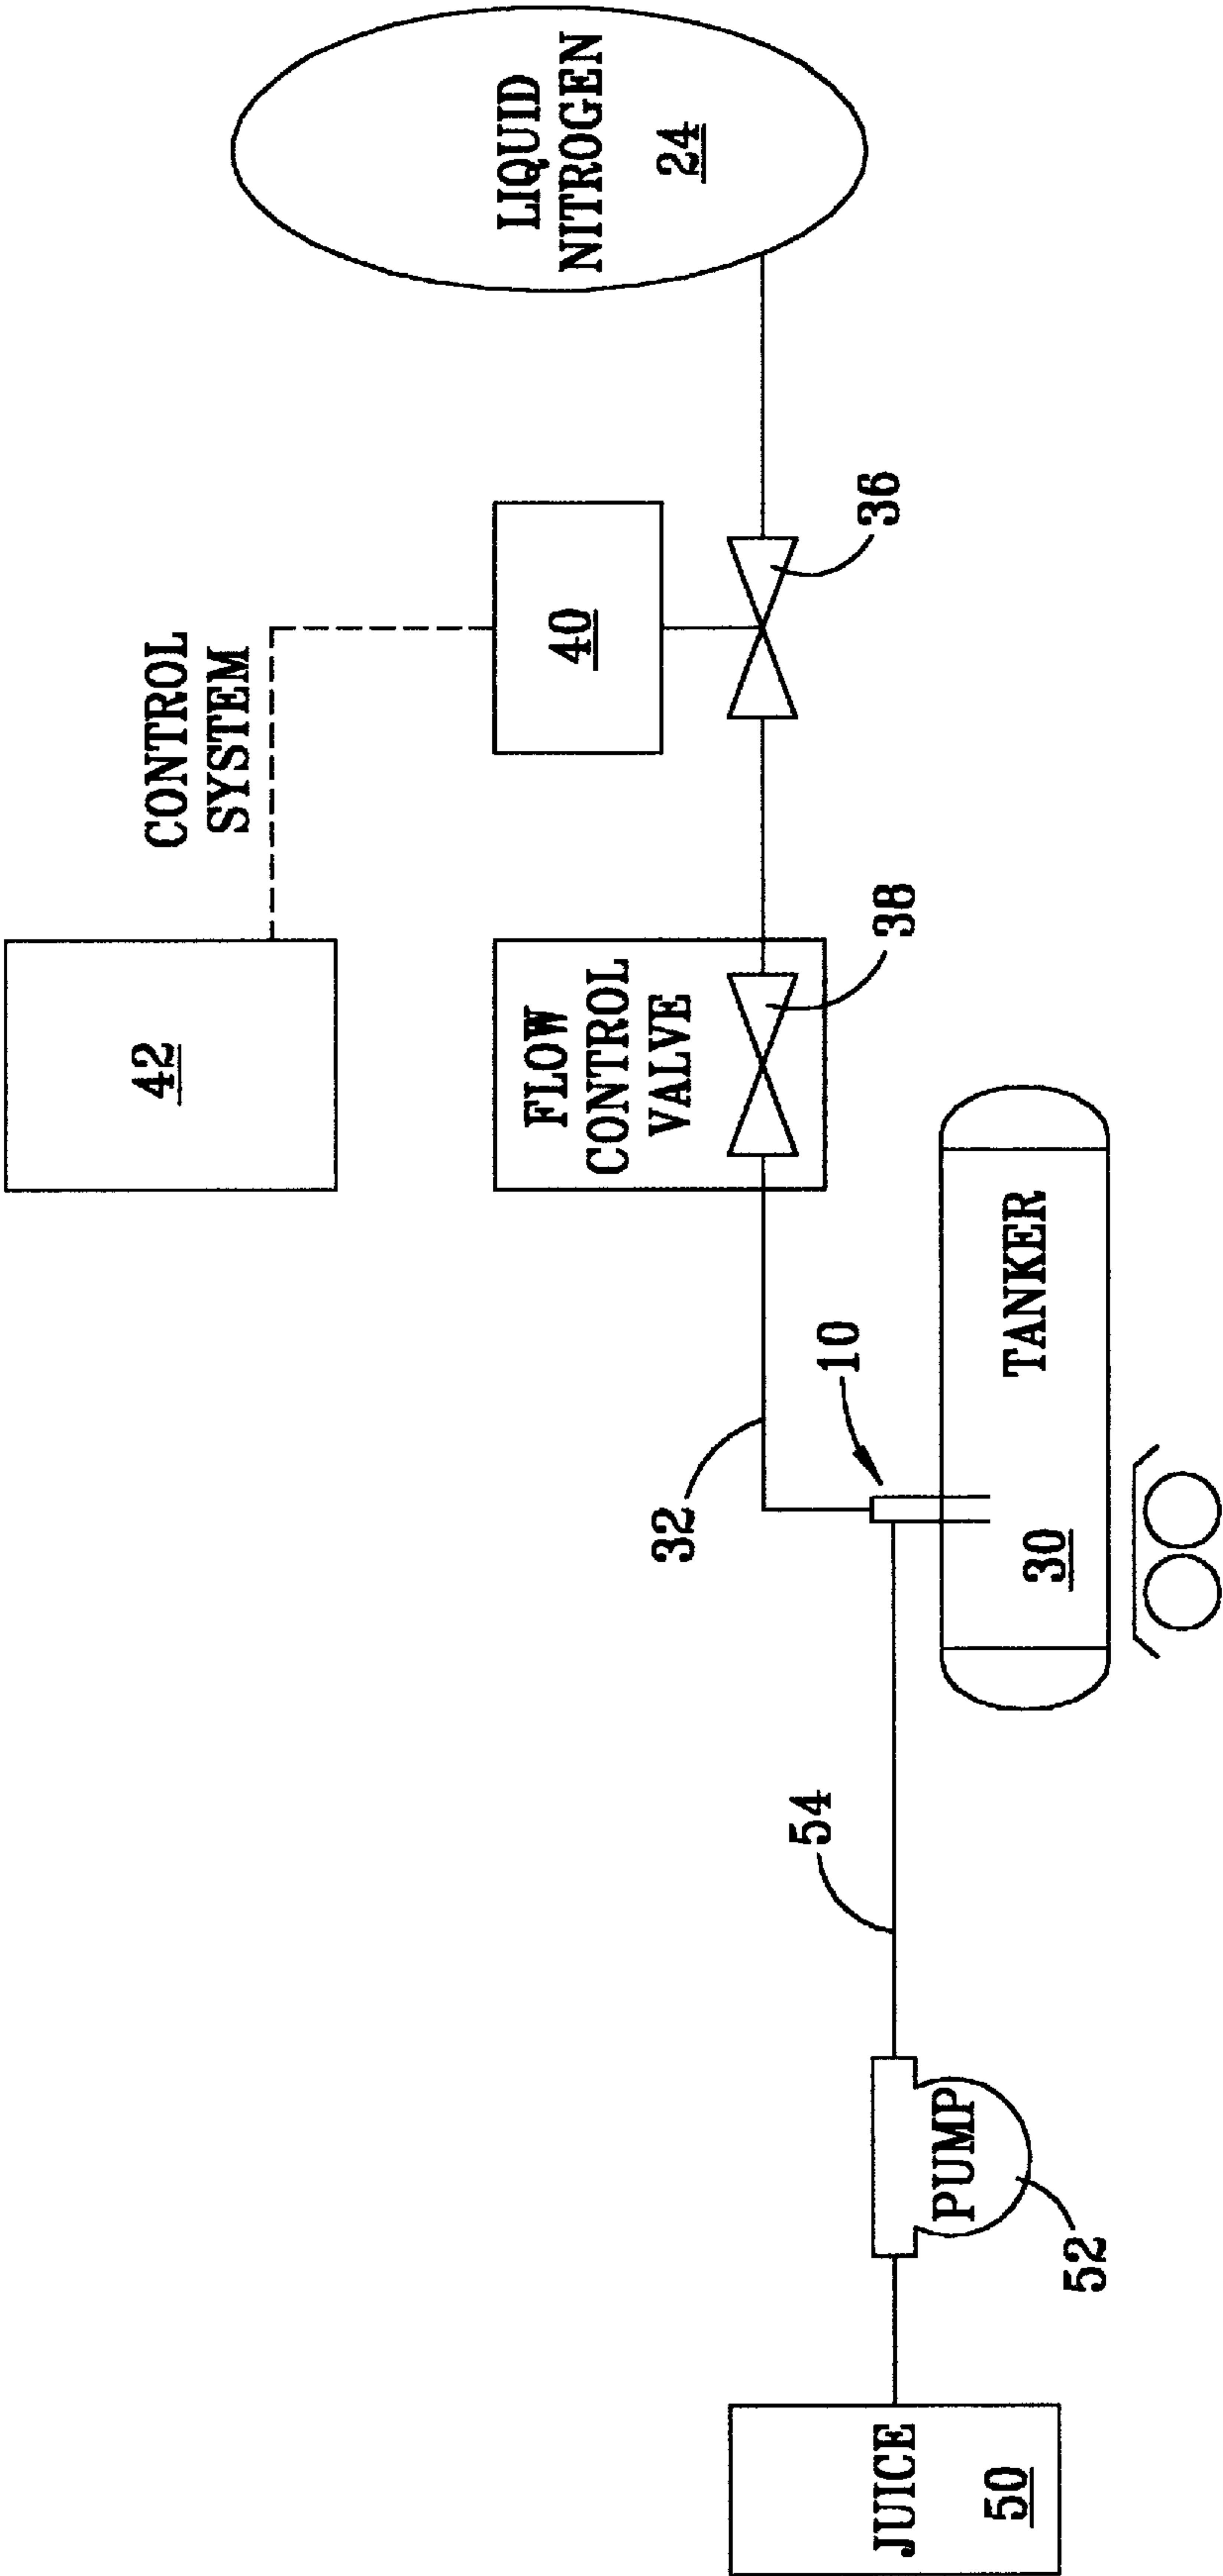 42
CONTROL
SYSTEM
FLOW
CONTROL
VALVE
40
LIQUID
NITROGEN
24
32
38
36
54
10
JUICE
50
PUMP
52
30
TANKER